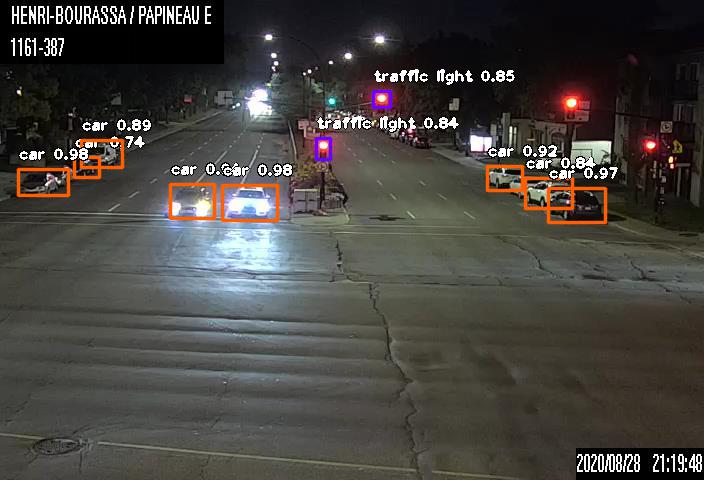 HENRI-BOURASSA / PAPINEAU E
1161-387
traffic light 0.85
traffic light 0.84
car 0.89
0.74
car 0.98
car 0.98
car 0.92
car 0.84
car 0.97
2020/08/28 21:19:48